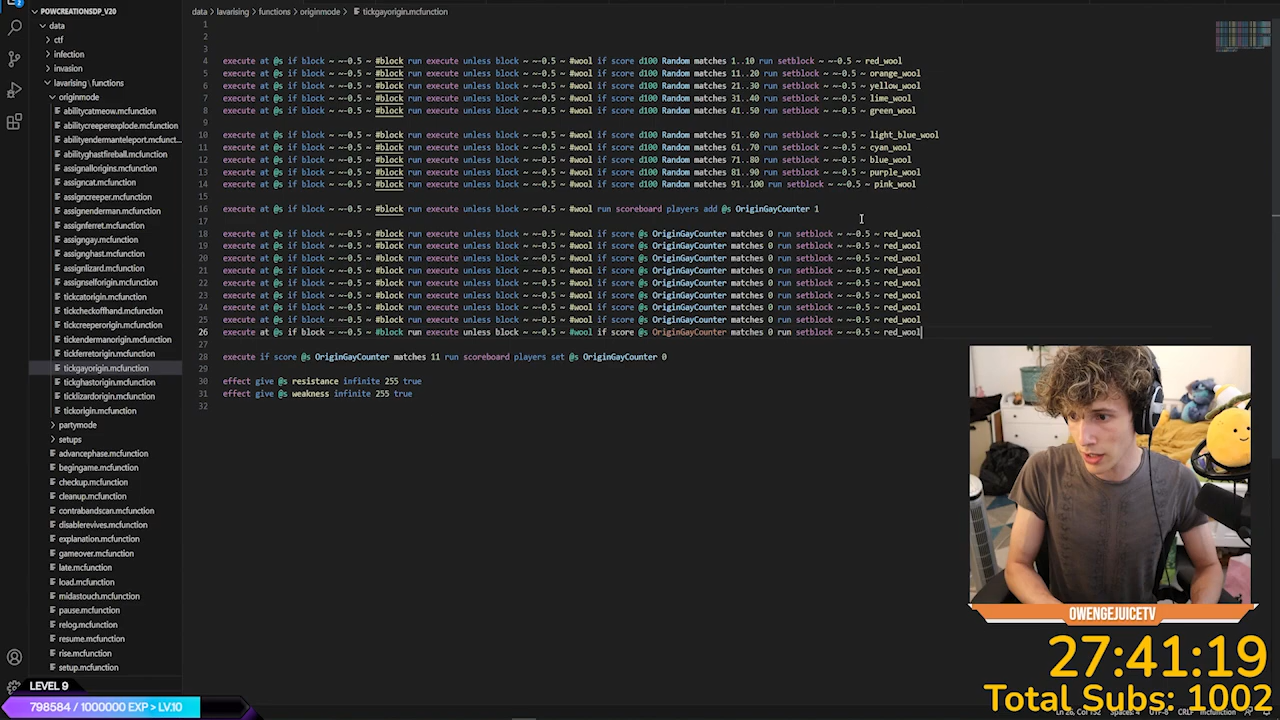 POWCREATIONSDP_V20
data
ctf
infection
invasion
lavarising \ functions
originmode
abilitycatmeow.mcfunction
abilitycreeperexplode.mcfunction
abilityendermanteleport.mcfunct...
abilityghastfireball.mcfunction
assignallorigins.mcfunction
assigncat.mcfunction
assigncreeper.mcfunction
assignenderman.mcfunction
assignferret.mcfunction
assigngay.mcfunction
assignghast.mcfunction
assignlizard.mcfunction
assignselforigin.mcfunction
tickcatorigin.mcfunction
tickcheckoffhand.mcfunction
tickcreeperorigin.mcfunction
tickendermanorigin.mcfunction
tickferretorigin.mcfunction
tickgayorigin.mcfunction
tickghastorigin.mcfunction
ticklizardorigin.mcfunction
tickorigin.mcfunction
partymode
setups
advancephase.mcfunction
begingame.mcfunction
checkup.mcfunction
cleanup.mcfunction
contrabandscan.mcfunction
disablerevives.mcfunction
explanation.mcfunction
gameover.mcfunction
late.mcfunction
load.mcfunction
midastouch.mcfunction
pause.mcfunction
relog.mcfunction
resume.mcfunction
rise.mcfunction
setup.mcfunction
data > lavarising > functions > originmode > tickgayorigin.mcfunction
1
2
3
4 execute at @s if block ~ ~-0.5 ~ #block run execute unless block ~ ~-0.5 ~ #wool if score d100 Random matches 1..10 run setblock ~ ~-0.5 ~ red_wool
5 execute at @s if block ~ ~-0.5 ~ #block run execute unless block ~ ~-0.5 ~ #wool if score d100 Random matches 11..20 run setblock ~ ~-0.5 ~ orange_wool
6 execute at @s if block ~ ~-0.5 ~ #block run execute unless block ~ ~-0.5 ~ #wool if score d100 Random matches 21..30 run setblock ~ ~-0.5 ~ yellow_wool
7 execute at @s if block ~ ~-0.5 ~ #block run execute unless block ~ ~-0.5 ~ #wool if score d100 Random matches 31..40 run setblock ~ ~-0.5 ~ lime_wool
8 execute at @s if block ~ ~-0.5 ~ #block run execute unless block ~ ~-0.5 ~ #wool if score d100 Random matches 41..50 run setblock ~ ~-0.5 ~ green_wool
9
10 execute at @s if block ~ ~-0.5 ~ #block run execute unless block ~ ~-0.5 ~ #wool if score d100 Random matches 51..60 run setblock ~ ~-0.5 ~ light_blue_wool
11 execute at @s if block ~ ~-0.5 ~ #block run execute unless block ~ ~-0.5 ~ #wool if score d100 Random matches 61..70 run setblock ~ ~-0.5 ~ cyan_wool
12 execute at @s if block ~ ~-0.5 ~ #block run execute unless block ~ ~-0.5 ~ #wool if score d100 Random matches 71..80 run setblock ~ ~-0.5 ~ blue_wool
13 execute at @s if block ~ ~-0.5 ~ #block run execute unless block ~ ~-0.5 ~ #wool if score d100 Random matches 81..90 run setblock ~ ~-0.5 ~ purple_wool
14 execute at @s if block ~ ~-0.5 ~ #block run execute unless block ~ ~-0.5 ~ #wool if score d100 Random matches 91..100 run setblock ~ ~-0.5 ~ pink_wool
15
16 execute at @s if block ~ ~-0.5 ~ #block run execute unless block ~ ~-0.5 ~ #wool run scoreboard players add @s OriginGayCounter 1
17
18 execute at @s if block ~ ~-0.5 ~ #block run execute unless block ~ ~-0.5 ~ #wool if score @s OriginGayCounter matches 0 run setblock ~ ~-0.5 ~ red_wool
19 execute at @s if block ~ ~-0.5 ~ #block run execute unless block ~ ~-0.5 ~ #wool if score @s OriginGayCounter matches 0 run setblock ~ ~-0.5 ~ red_wool
20 execute at @s if block ~ ~-0.5 ~ #block run execute unless block ~ ~-0.5 ~ #wool if score @s OriginGayCounter matches 0 run setblock ~ ~-0.5 ~ red_wool
21 execute at @s if block ~ ~-0.5 ~ #block run execute unless block ~ ~-0.5 ~ #wool if score @s OriginGayCounter matches 0 run setblock ~ ~-0.5 ~ red_wool
22 execute at @s if block ~ ~-0.5 ~ #block run execute unless block ~ ~-0.5 ~ #wool if score @s OriginGayCounter matches 0 run setblock ~ ~-0.5 ~ red_wool
23 execute at @s if block ~ ~-0.5 ~ #block run execute unless block ~ ~-0.5 ~ #wool if score @s OriginGayCounter matches 0 run setblock ~ ~-0.5 ~ red_wool
24 execute at @s if block ~ ~-0.5 ~ #block run execute unless block ~ ~-0.5 ~ #wool if score @s OriginGayCounter matches 0 run setblock ~ ~-0.5 ~ red_wool
25 execute at @s if block ~ ~-0.5 ~ #block run execute unless block ~ ~-0.5 ~ #wool if score @s OriginGayCounter matches 0 run setblock ~ ~-0.5 ~ red_wool
26 execute at @s if block ~ ~-0.5 ~ #block run execute unless block ~ ~-0.5 ~ #wool if score @s OriginGayCounter matches 0 run setblock ~ ~-0.5 ~ red_wool
27
28 execute if score @s OriginGayCounter matches 11 run scoreboard players set @s OriginGayCounter 0
29
30 effect give @s resistance infinite 255 true
31 effect give @s weakness infinite 255 true
32
OWENGEJUICETV
27:41:19
Total Subs: 1002
LEVEL 9
798584 / 1000000 EXP > LV.10